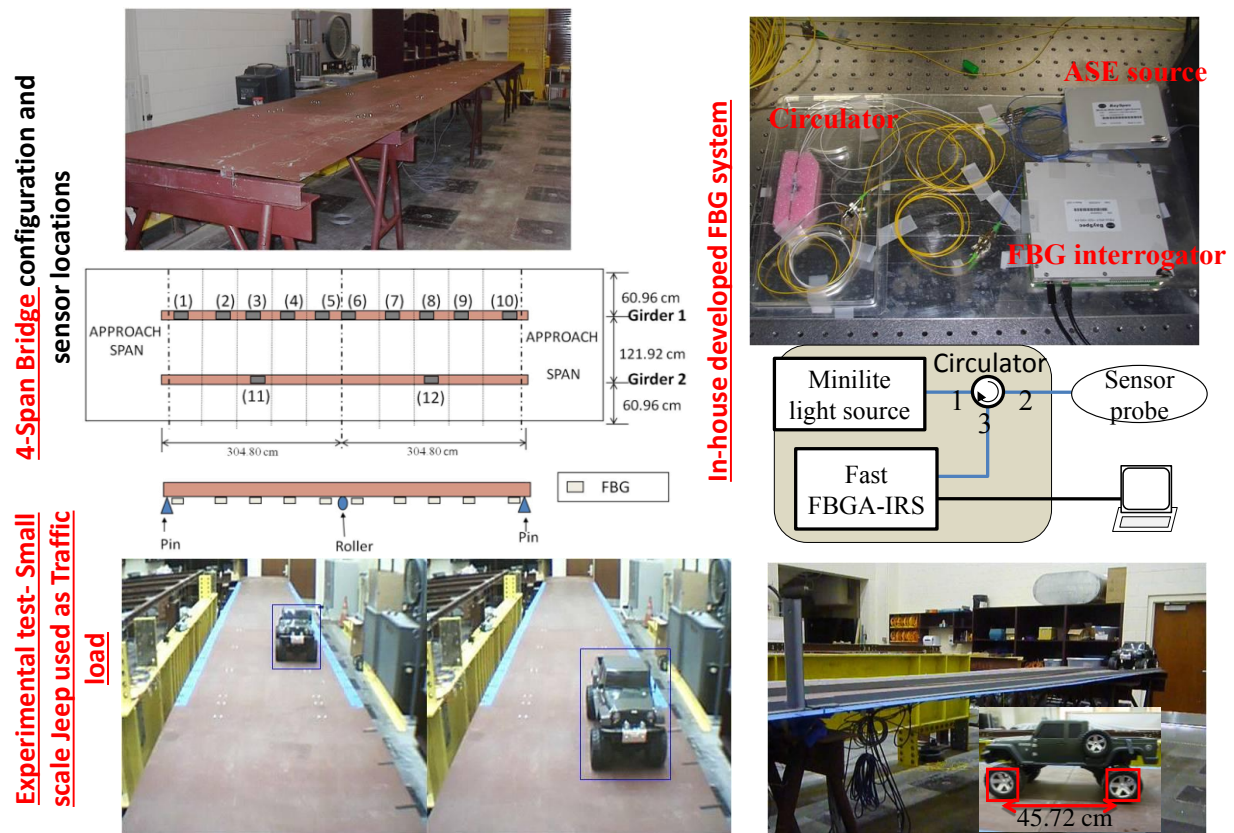 4-Span Bridge configuration and
sensor locations
(1) (2) (3) (4) (5) (6) (7) (8) (9) (10)
60.96 cm
Girder 1
APPROACH
SPAN
APPROACH
SPAN
121.92 cm
Girder 2
(11) (12)
60.96 cm
304.80 cm 304.80 cm
FBG
Pin
Roller
Pin
Experimental test- Small
scale Jeep used as Traffic
load
In-house developed FBG system
ASE source
BaySpec
Circulator
BaySpec
FBG interrogator
Minilite
light source
Circulator
1 2
3
Sensor
probe
Fast
FBGA-IRS
45.72 cm